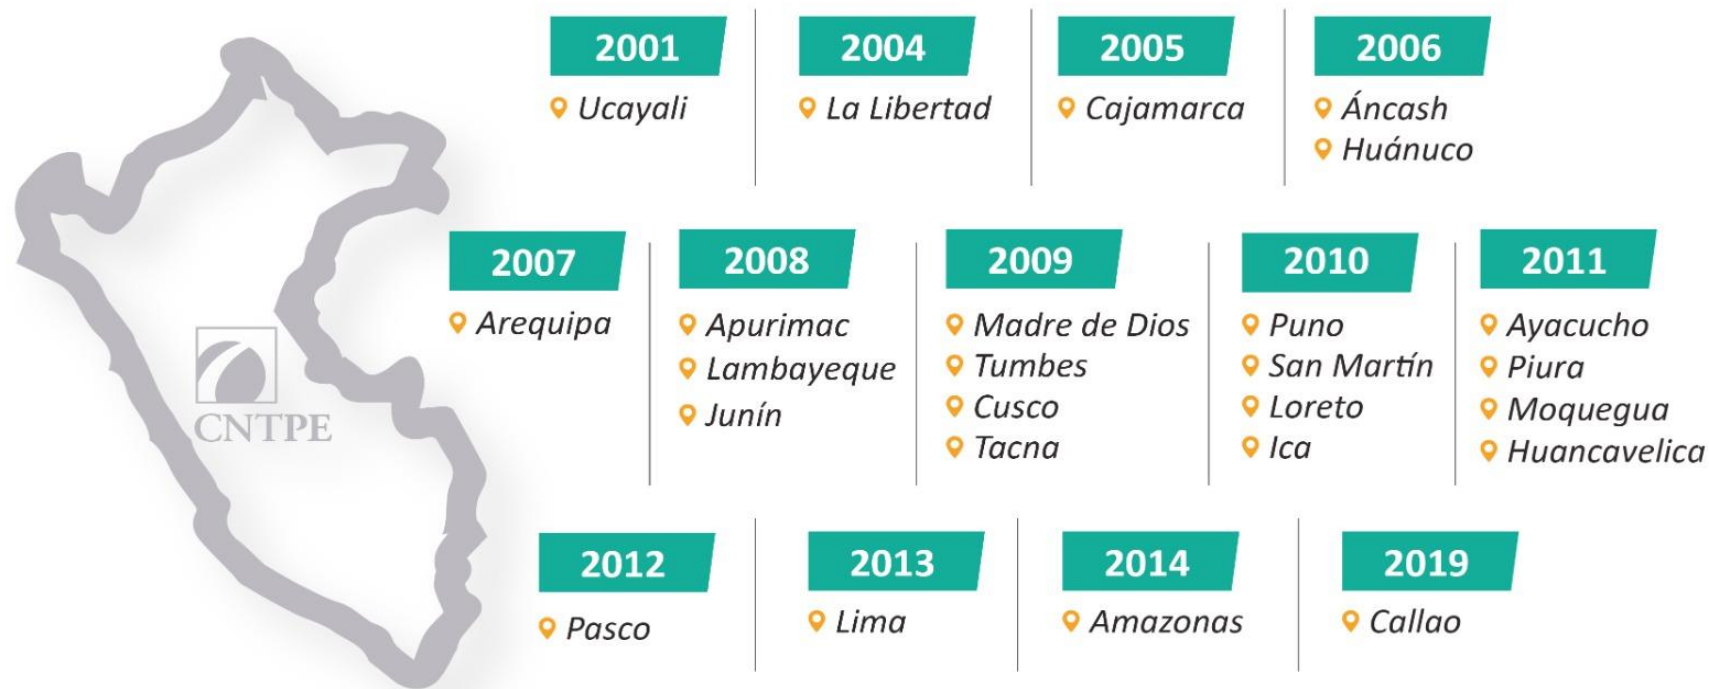 2001
Ucayali
2004
La Libertad
2005
Cajamarca
2006
Áncash
Huánuco
2007
Arequipa
2008
Apurimac
Lambayeque
Junín
2009
Madre de Dios
Tumbes
Cusco
Tacna
2010
Puno
San Martín
Loreto
Ica
2011
Ayacucho
Piura
Moquegua
Huancavelica
CNTPE
2012
Pasco
2013
Lima
2014
Amazonas
2019
Callao